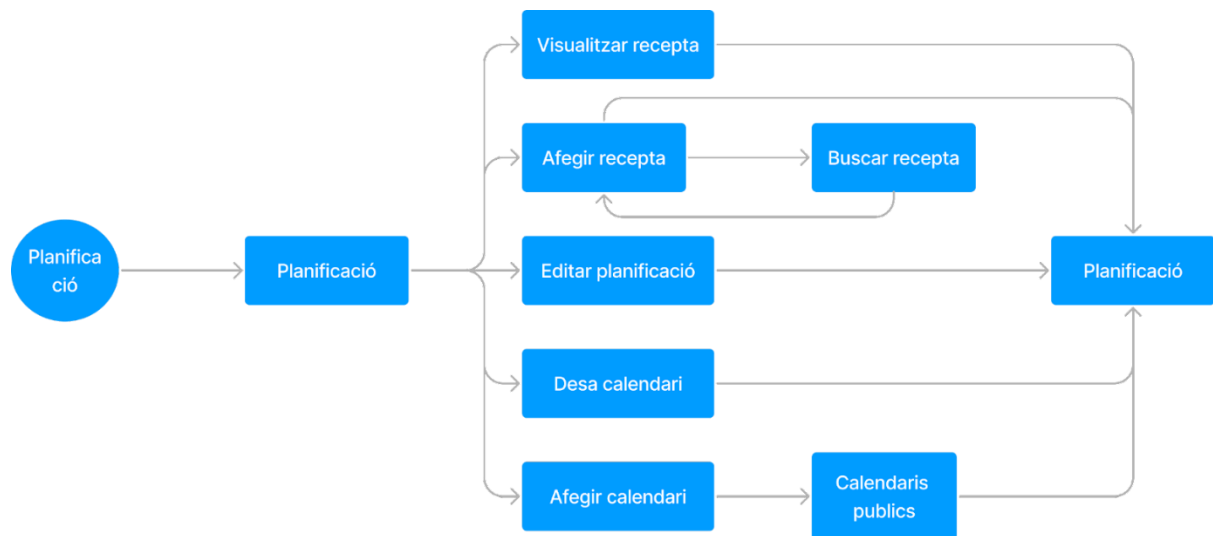 Visualitzar recepta
Afegir recepta
Buscar recepta
Planifica
ció
Planificació
Editar planificació
Planificació
Desa calendari
Afegir calendari
Calendaris
publics